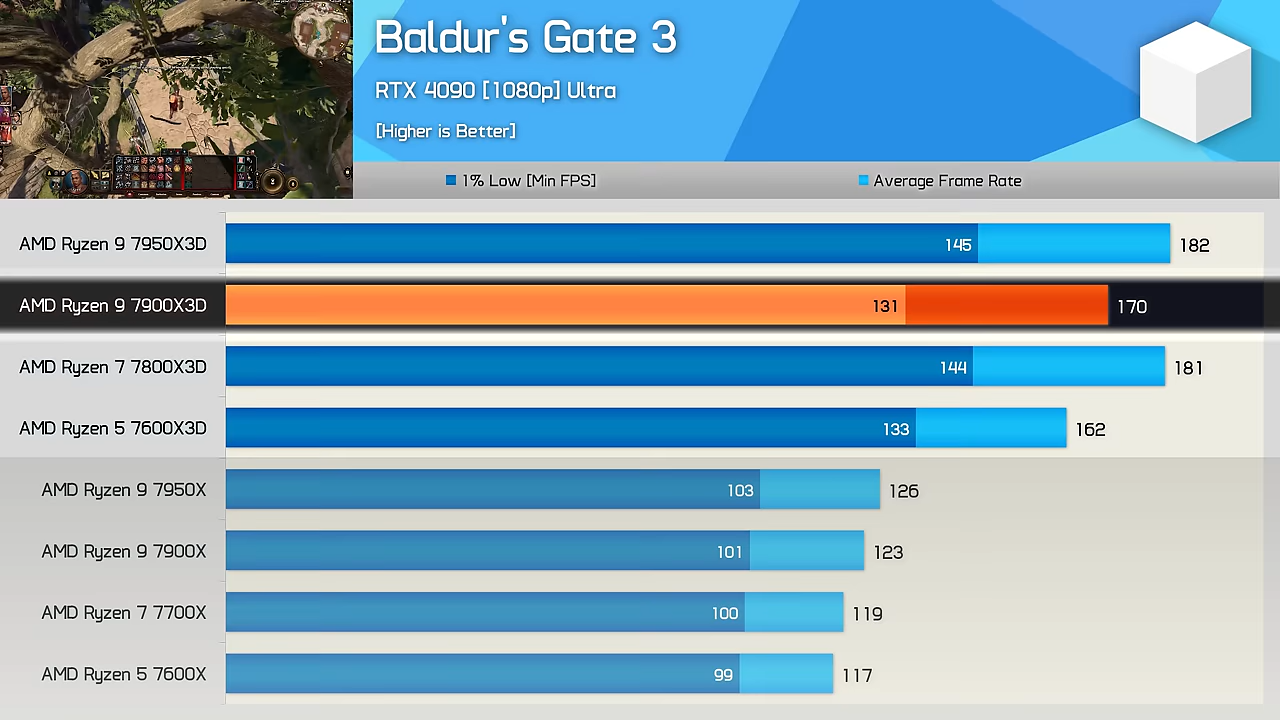 Baldur's Gate 3
RTX 4090 [1080p] Ultra
[Higher is Better]
1% Low [Min FPS] Average Frame Rate
AMD Ryzen 9 7950X3D 145 182
AMD Ryzen 9 7900X3D 131 170
AMD Ryzen 7 7800X3D 144 181
AMD Ryzen 5 7600X3D 133 162
AMD Ryzen 9 7950X 103 126
AMD Ryzen 9 7900X 101 123
AMD Ryzen 7 7700X 100 119
AMD Ryzen 5 7600X 99 117